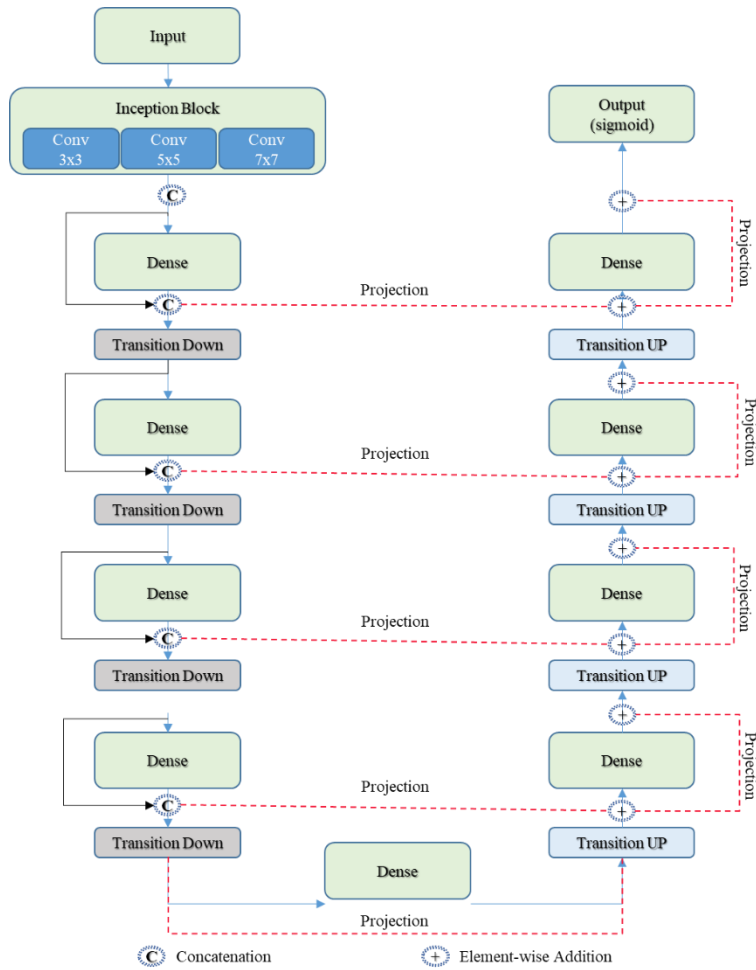 Input
Inception Block
Conv 3x3
Conv 5x5
Conv 7x7
C
Dense
C
Transition Down
Dense
C
Transition Down
Dense
C
Transition Down
Dense
C
Transition Down
Projection
Projection
Projection
Projection
Dense
Projection
Output
(sigmoid)
+
Projection
Dense
+
Transition UP
+
Projection
Dense
+
Transition UP
+
Projection
Dense
+
Transition UP
+
Projection
Dense
+
Transition UP
C Concatenation
+ Element-wise Addition